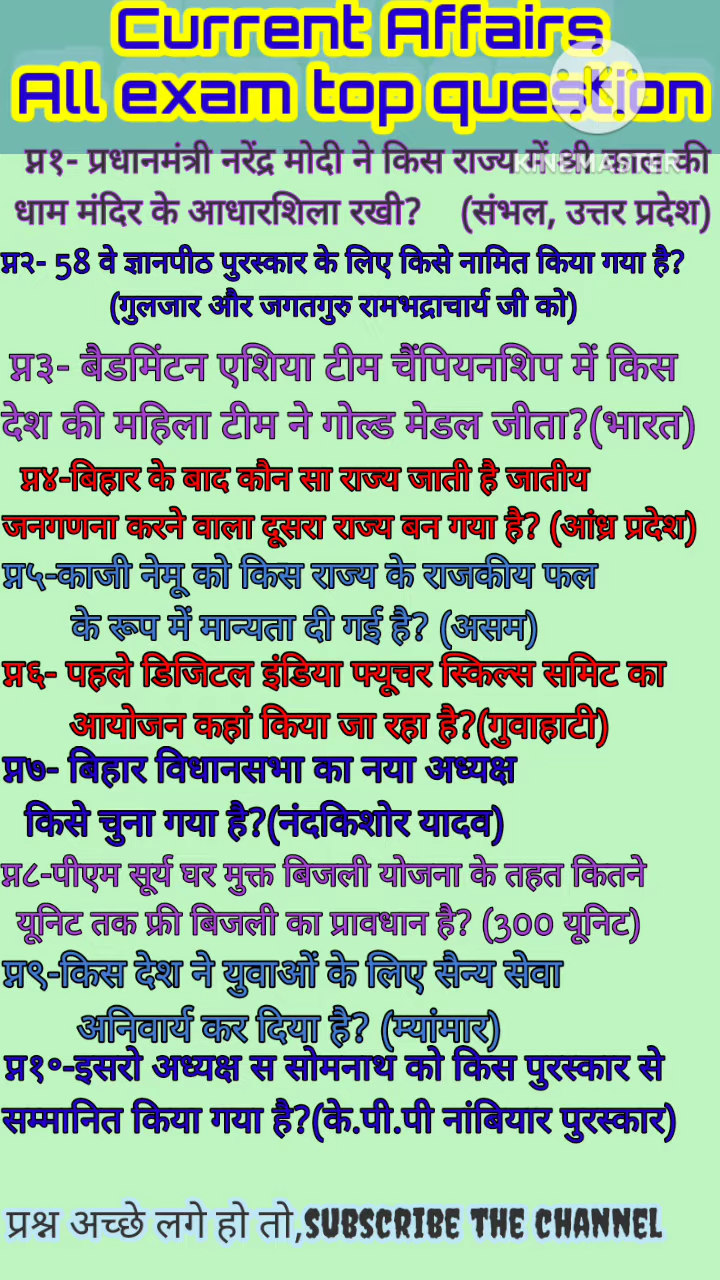 Current Affairs
All exam top question
KINEMASTER
प्र१- प्रधानमंत्री नरेंद्र मोदी ने किस राज्य में श्री कल्कि
धाम मंदिर के आधारशिला रखी? (संभल, उत्तर प्रदेश)
प्र२- 58 वे ज्ञानपीठ पुरस्कार के लिए किसे नामित किया गया है?
(गुलजार और जगतगुरु रामभद्राचार्य जी को)
प्र३- बैडमिंटन एशिया टीम चैंपियनशिप में किस
देश की महिला टीम ने गोल्ड मेडल जीता?(भारत)
प्र४-बिहार के बाद कौन सा राज्य जाती है जातीय
जनगणना करने वाला दूसरा राज्य बन गया है? (आंध्र प्रदेश)
प्र५-काजी नेमू को किस राज्य के राजकीय फल
के रूप में मान्यता दी गई है? (असम)
प्र६- पहले डिजिटल इंडिया फ्यूचर स्किल्स समिट का
आयोजन कहां किया जा रहा है?(गुवाहाटी)
प्र७- बिहार विधानसभा का नया अध्यक्ष
किसे चुना गया है?(नंदकिशोर यादव)
प्र८-पीएम सूर्य घर मुक्त बिजली योजना के तहत कितने
यूनिट तक फ्री बिजली का प्रावधान है? (300 यूनिट)
प्र९-किस देश ने युवाओं के लिए सैन्य सेवा
अनिवार्य कर दिया है? (म्यांमार)
प्र१०-इसरो अध्यक्ष स सोमनाथ को किस पुरस्कार से
सम्मानित किया गया है?(के.पी.पी नांबियार पुरस्कार)
प्रश्न अच्छे लगे हो तो,SUBSCRIBE THE CHANNEL